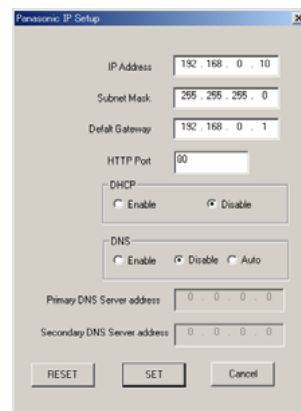 Panasonic IP Setup
IP Address 192 . 168 . 0 . 10
Subnet Mask 255 . 255 . 255 . 0
Defalt Gateway 192 . 168 . 0 . 1
HTTP Port 80
DHCP
Enable Disable
DNS
Enable Disable Auto
Primary DNS Server address 0 . 0 . 0 . 0
Secondary DNS Server address 0 . 0 . 0 . 0
RESET SET Cancel